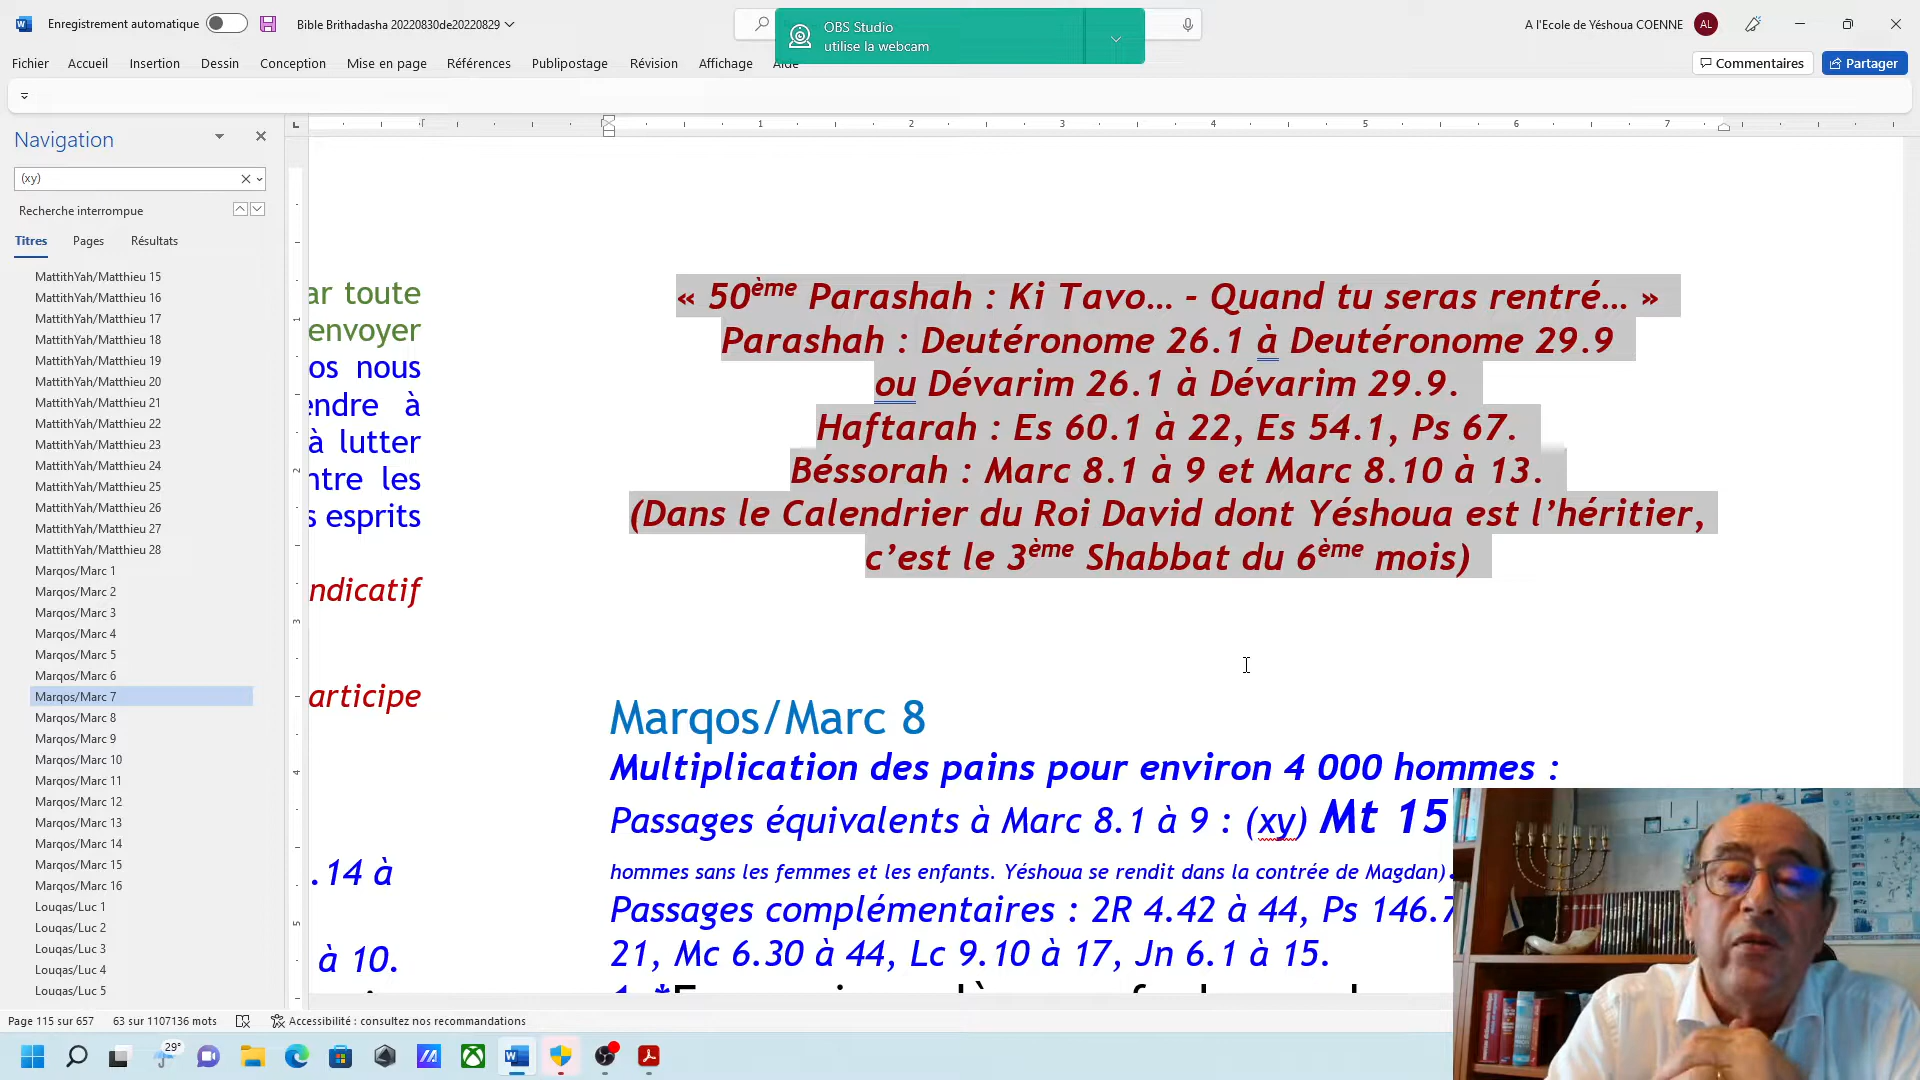 Enregistrement automatique
Bible Brithadasha 20220830de20220829
OBS Studio
utilise la webcam
A l'Ecole de Yéshoua COENNE
AL
Fichier
Accueil
Insertion
Dessin
Conception
Mise en page
Références
Publipostage
Révision
Affichage
Aide
Commentaires
Partager
Navigation
(xy)
Recherche interrompue
Titres
Pages
Résultats
MattithYah/Matthieu 15
MattithYah/Matthieu 16
MattithYah/Matthieu 17
MattithYah/Matthieu 18
MattithYah/Matthieu 19
MattithYah/Matthieu 20
MattithYah/Matthieu 21
MattithYah/Matthieu 22
MattithYah/Matthieu 23
MattithYah/Matthieu 24
MattithYah/Matthieu 25
MattithYah/Matthieu 26
MattithYah/Matthieu 27
MattithYah/Matthieu 28
Marqos/Marc 1
Marqos/Marc 2
Marqos/Marc 3
Marqos/Marc 4
Marqos/Marc 5
Marqos/Marc 6
Marqos/Marc 7
Marqos/Marc 8
Marqos/Marc 9
Marqos/Marc 10
Marqos/Marc 11
Marqos/Marc 12
Marqos/Marc 13
Marqos/Marc 14
Marqos/Marc 15
Marqos/Marc 16
Louqas/Luc 1
Louqas/Luc 2
Louqas/Luc 3
Louqas/Luc 4
Louqas/Luc 5
1 2 3 4 5 6 7
1
2
3
4
5
ar toute
envoyer
os nous
endre à
à lutter
ntre les
s esprits
ndicatif
articipe
.14 à
à 10.
« 50ème Parashah : Ki Tavo… - Quand tu seras rentré… »
Parashah : Deutéronome 26.1 à Deutéronome 29.9
ou Dévarim 26.1 à Dévarim 29.9.
Haftarah : Es 60.1 à 22, Es 54.1, Ps 67.
Béssorah : Marc 8.1 à 9 et Marc 8.10 à 13.
(Dans le Calendrier du Roi David dont Yéshoua est l’héritier,
c’est le 3ème Shabbat du 6ème mois)
Marqos/Marc 8
Multiplication des pains pour environ 4 000 hommes :
Passages équivalents à Marc 8.1 à 9 : (xy) Mt 15
hommes sans les femmes et les enfants. Yéshoua se rendit dans la contrée de Magdan).
Passages complémentaires : 2R 4.42 à 44, Ps 146.7
21, Mc 6.30 à 44, Lc 9.10 à 17, Jn 6.1 à 15.
Page 115 sur 657
63 sur 1107136 mots
Accessibilité : consultez nos recommandations
29°